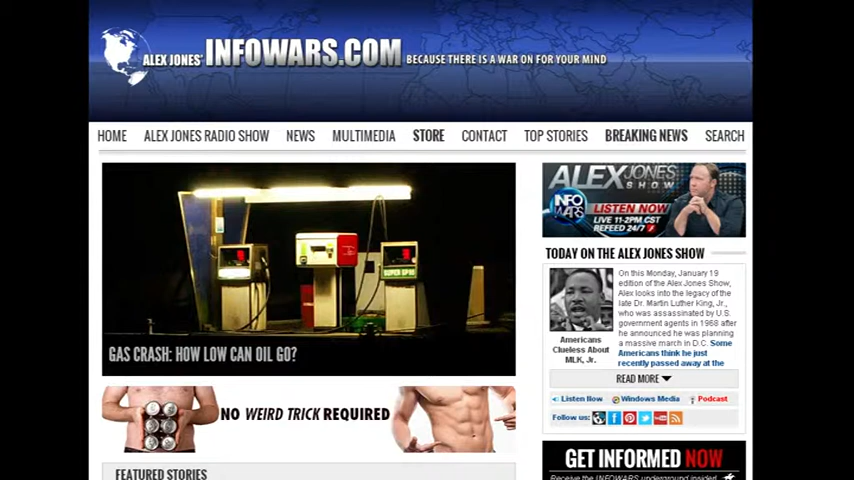 ALEX JONES' INFOWARS.COM BECAUSE THERE IS A WAR ON FOR YOUR MIND
HOME ALEX JONES RADIO SHOW NEWS MULTIMEDIA STORE CONTACT TOP STORIES BREAKING NEWS SEARCH
SUPER
GAS CRASH: HOW LOW CAN OIL GO?
NO WEIRD TRICK REQUIRED
FEATURED STORIES
ALEX JONES
SHOW
INFO
WARS
LISTEN NOW
LIVE 11-2PM CST
REFEED 24/7
TODAY ON THE ALEX JONES SHOW
On this Monday, January 19
edition of the Alex Jones Show,
Alex looks into the legacy of the
late Dr. Martin Luther King, Jr.,
who was assassinated by U.S.
government agents in 1968 after
he announced he was planning
a massive march in D.C. Some
Americans think he just
recently passed away at the
Americans
Clueless About
MLK, Jr.
READ MORE
Listen Now Windows Media Podcast
Follow us:
GET INFORMED NOW
Receive the INFOWARS underground insider!